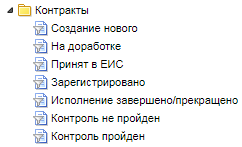 Контракты
Создание нового
На доработке
Принят в ЕИС
Зарегистрировано
Исполнение завершено/прекращено
Контроль не пройден
Контроль пройден